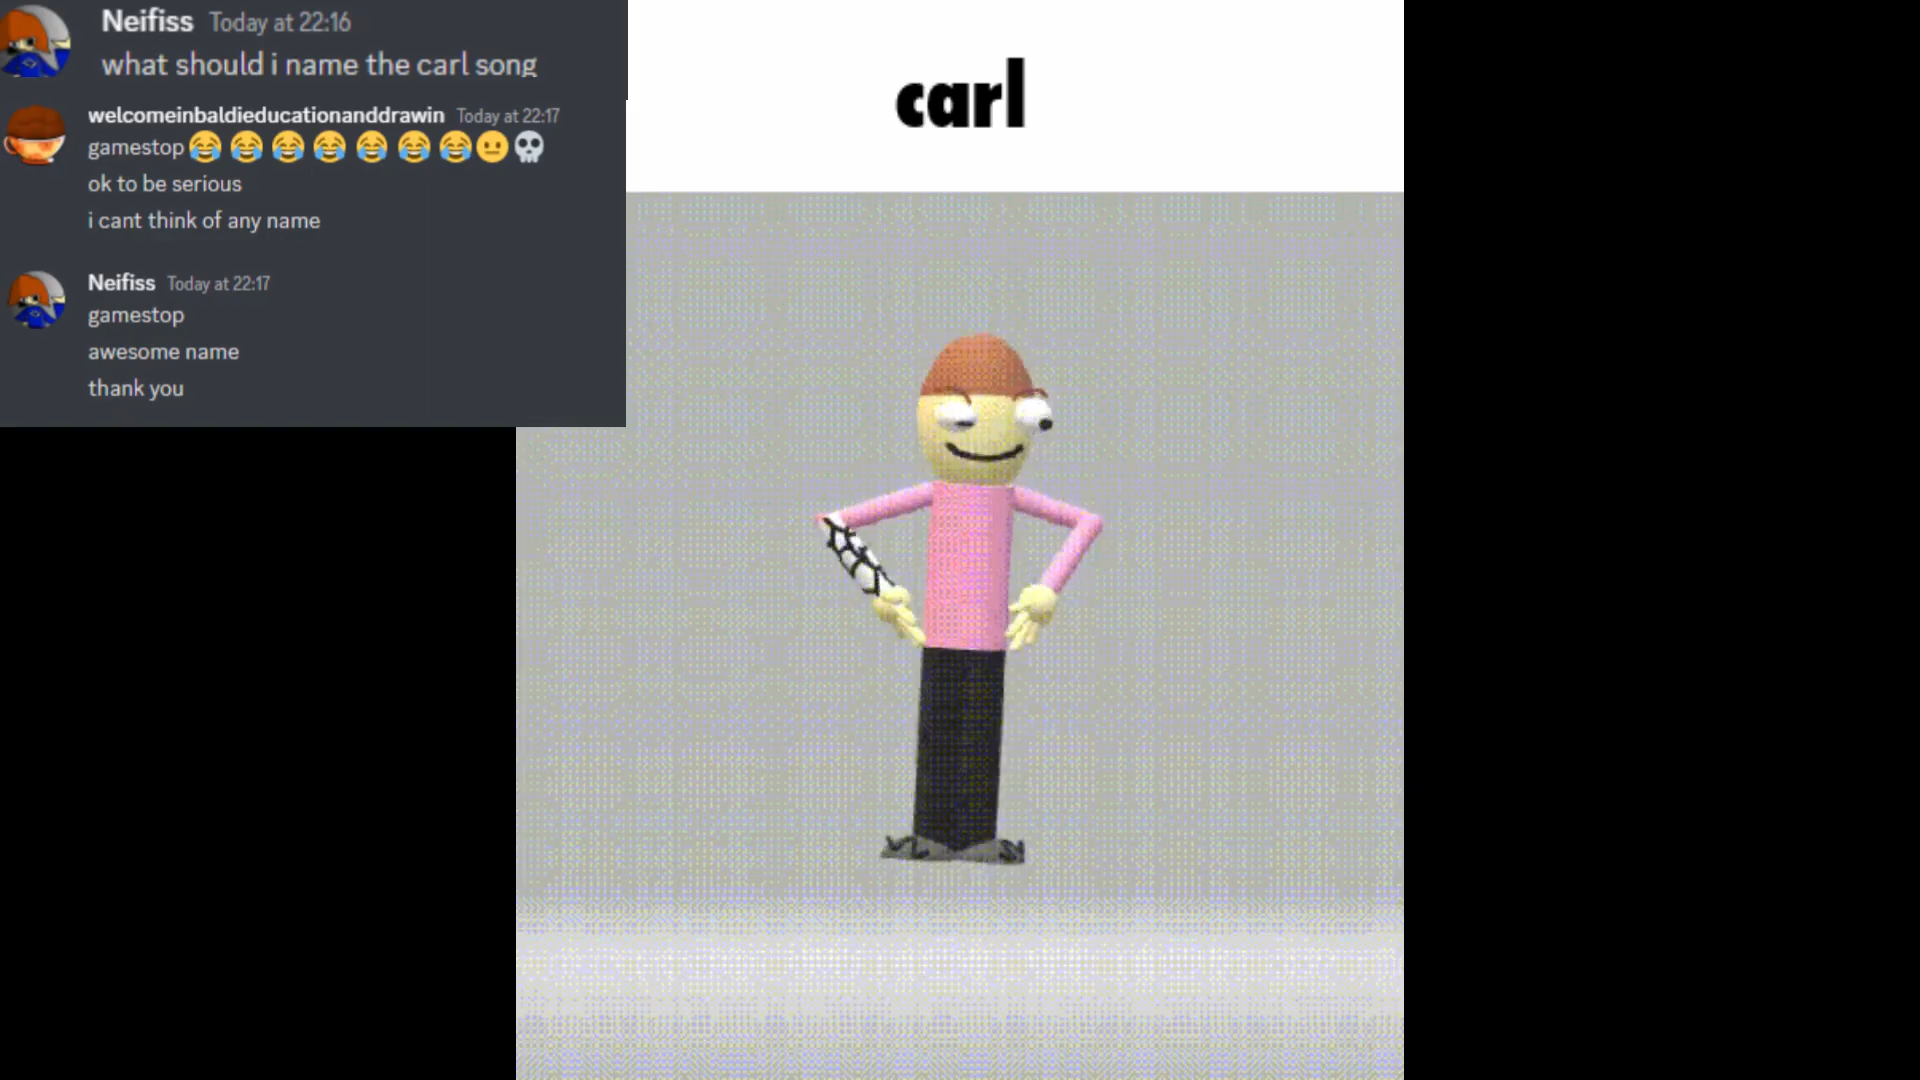 Neifiss Today at 22:16
what should i name the carl song
welcomeinbaldieducationanddrawin Today at 22:17
gamestop 😂 😂 😂 😂 😂 😂 😂 😐 💀
ok to be serious
i cant think of any name
Neifiss Today at 22:17
gamestop
awesome name
thank you
carl